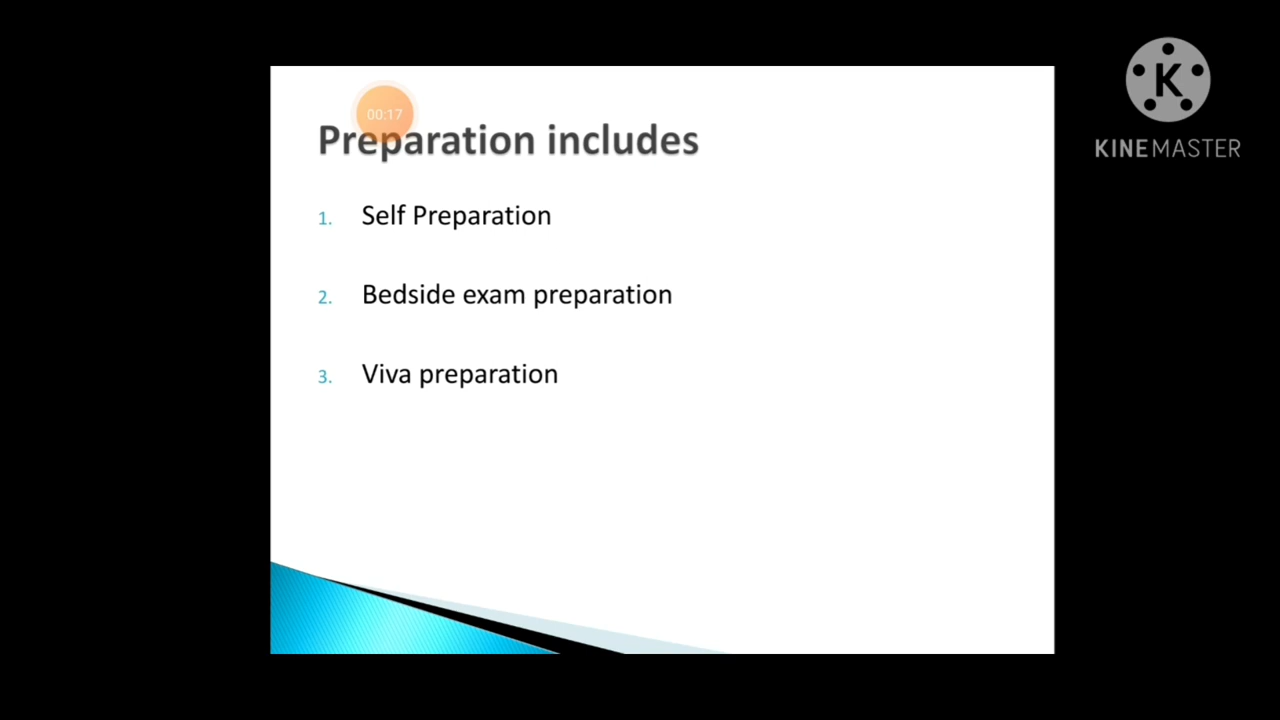 00:17
Preparation includes
1. Self Preparation
2. Bedside exam preparation
3. Viva preparation
K
KINEMASTER